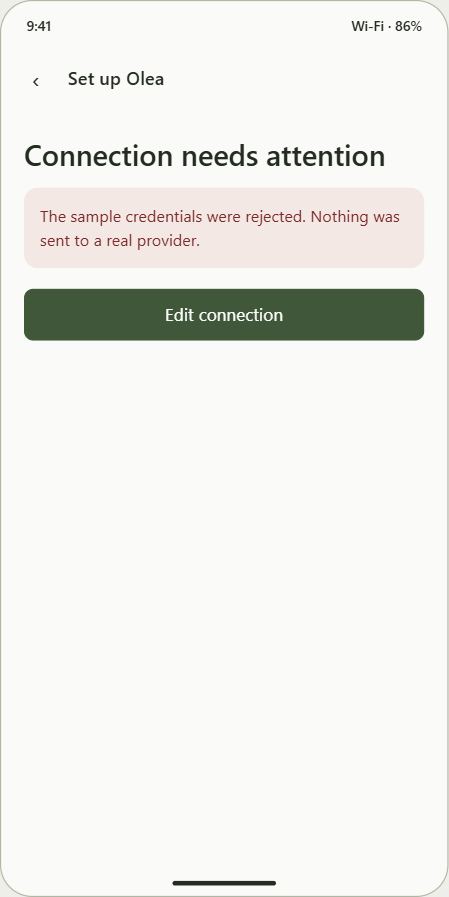 9:41
Wi-Fi · 86%
‹ Set up Olea
Connection needs attention
The sample credentials were rejected. Nothing was
sent to a real provider.
Edit connection